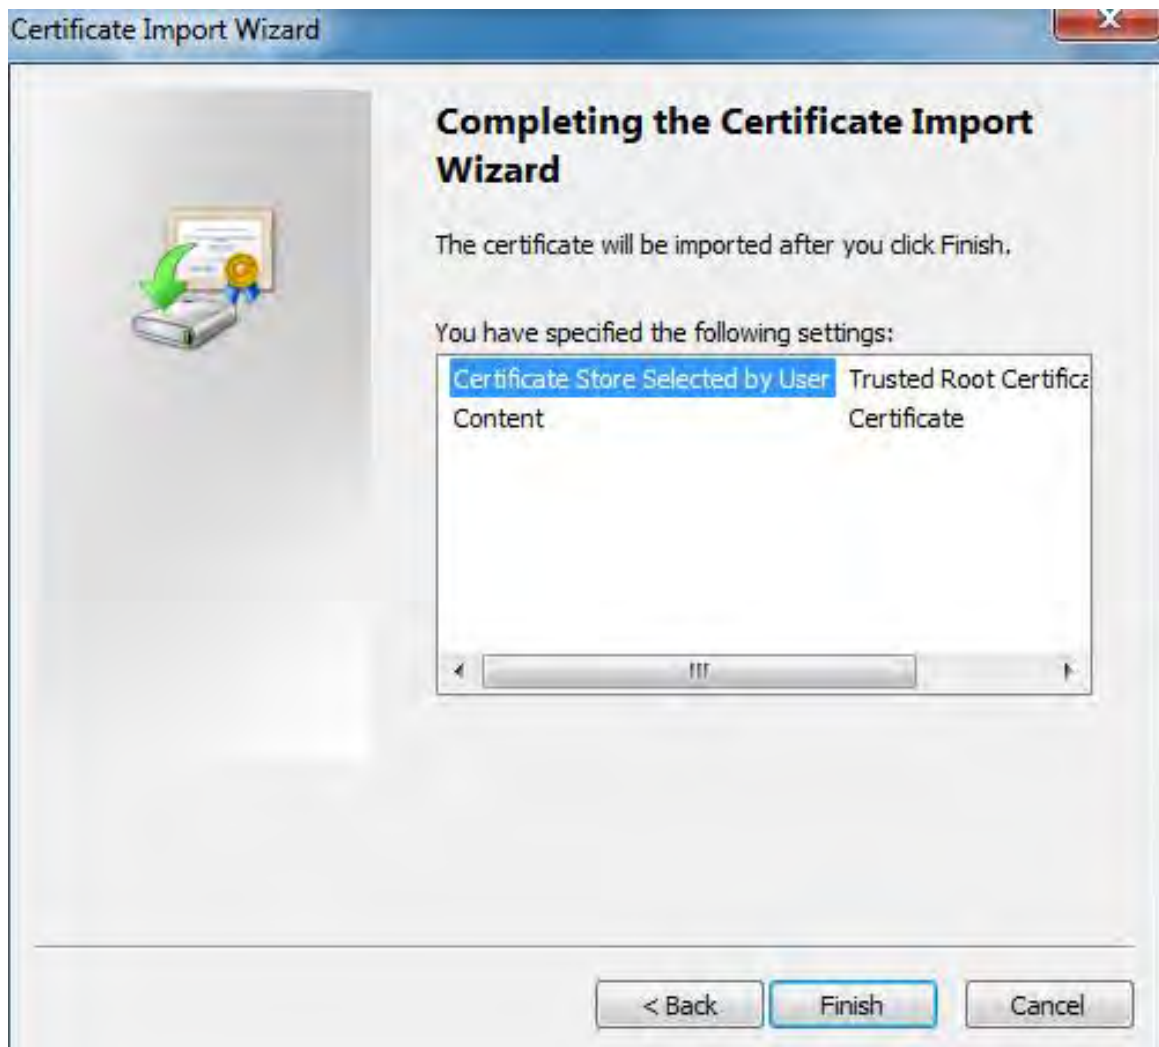 Certificate Import Wizard
Completing the Certificate Import
Wizard
The certificate will be imported after you click Finish.
You have specified the following settings:
Certificate Store Selected by User Trusted Root Certifica
Content Certificate
< Back Finish Cancel